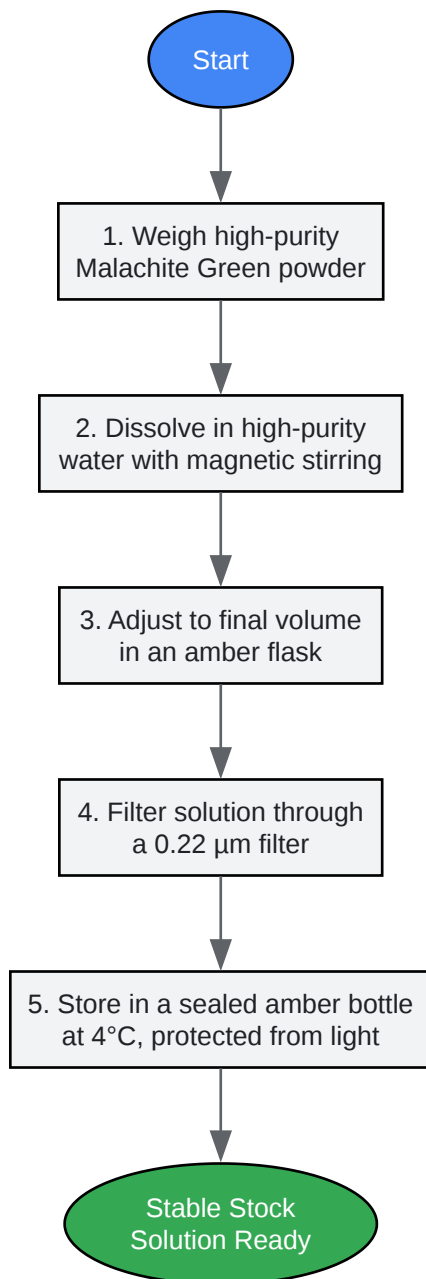 Start
1. Weigh high-purity
Malachite Green powder
2. Dissolve in high-purity
water with magnetic stirring
3. Adjust to final volume
in an amber flask
4. Filter solution through
a 0.22 µm filter
5. Store in a sealed amber bottle
at 4°C, protected from light
Stable Stock
Solution Ready